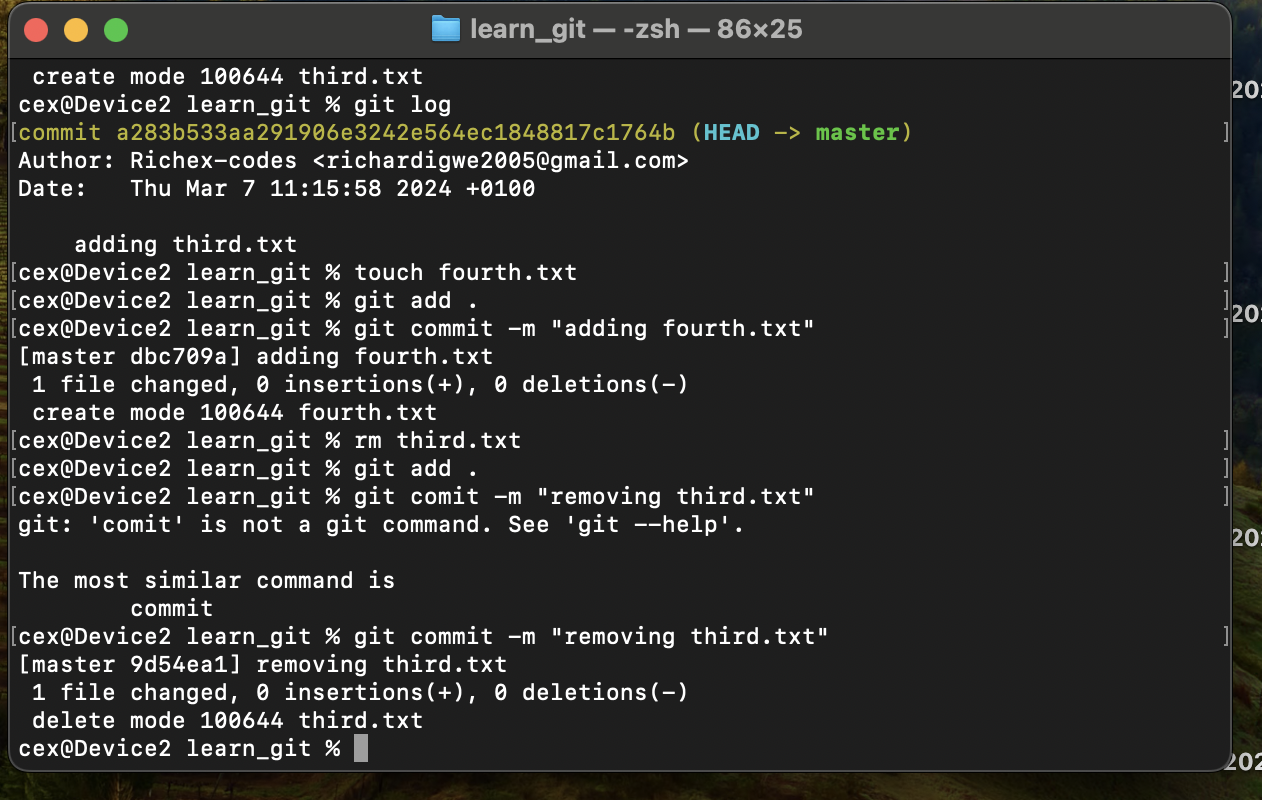 learn_git — -zsh — 86×25
create mode 100644 third.txt
cex@Device2 learn_git % git log
[commit a283b533aa291906e3242e564ec1848817c1764b (HEAD -> master) ]
Author: Richex-codes <richardigwe2005@gmail.com>
Date:   Thu Mar 7 11:15:58 2024 +0100
    adding third.txt
[cex@Device2 learn_git % touch fourth.txt ]
[cex@Device2 learn_git % git add . ]
[cex@Device2 learn_git % git commit -m "adding fourth.txt" ]
[master dbc709a] adding fourth.txt
 1 file changed, 0 insertions(+), 0 deletions(-)
 create mode 100644 fourth.txt
[cex@Device2 learn_git % rm third.txt ]
[cex@Device2 learn_git % git add . ]
[cex@Device2 learn_git % git comit -m "removing third.txt" ]
git: 'comit' is not a git command. See 'git --help'.
The most similar command is
        commit
[cex@Device2 learn_git % git commit -m "removing third.txt" ]
[master 9d54ea1] removing third.txt
 1 file changed, 0 insertions(+), 0 deletions(-)
 delete mode 100644 third.txt
cex@Device2 learn_git %